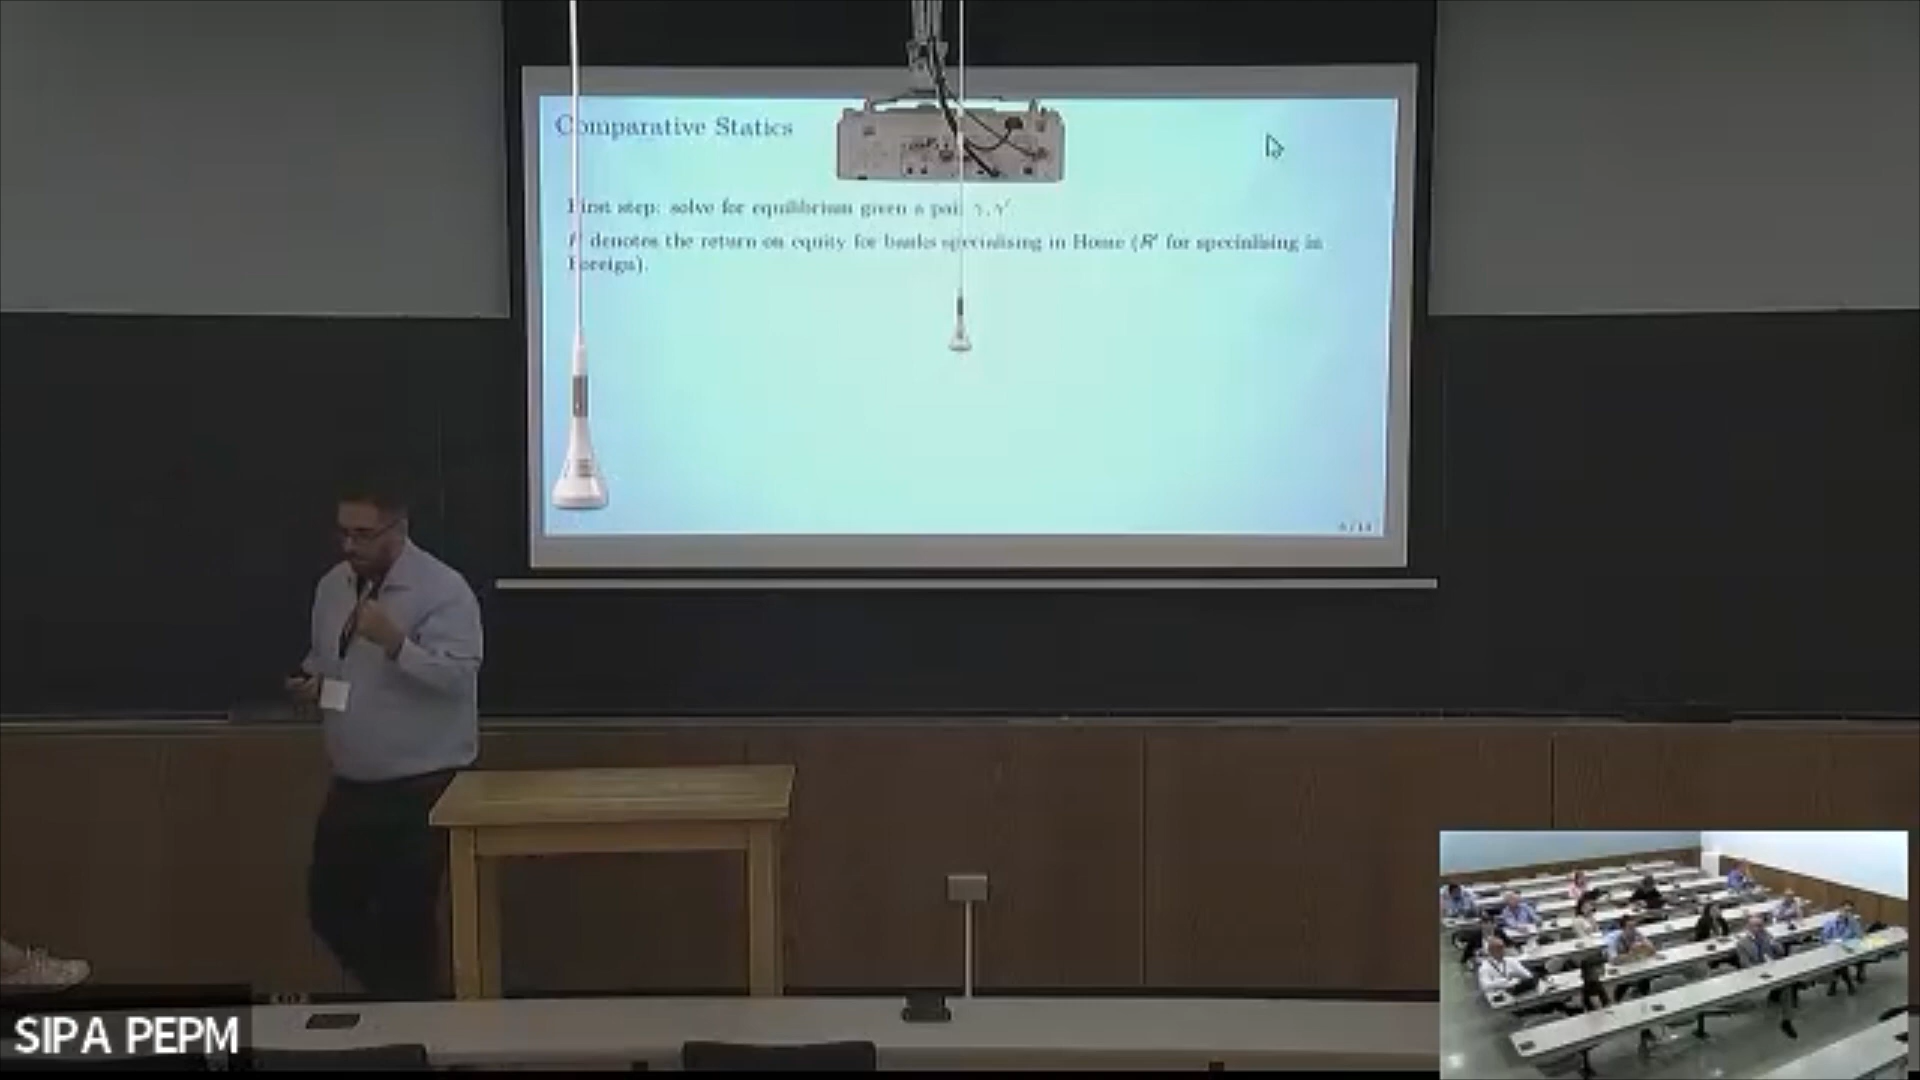 Comparative Statics
First step: solve for equilibrium given a pair γ, γ′
denotes the return on equity for banks specialising in Home (R′ for specialising in
Foreign).
SIPA PEPM